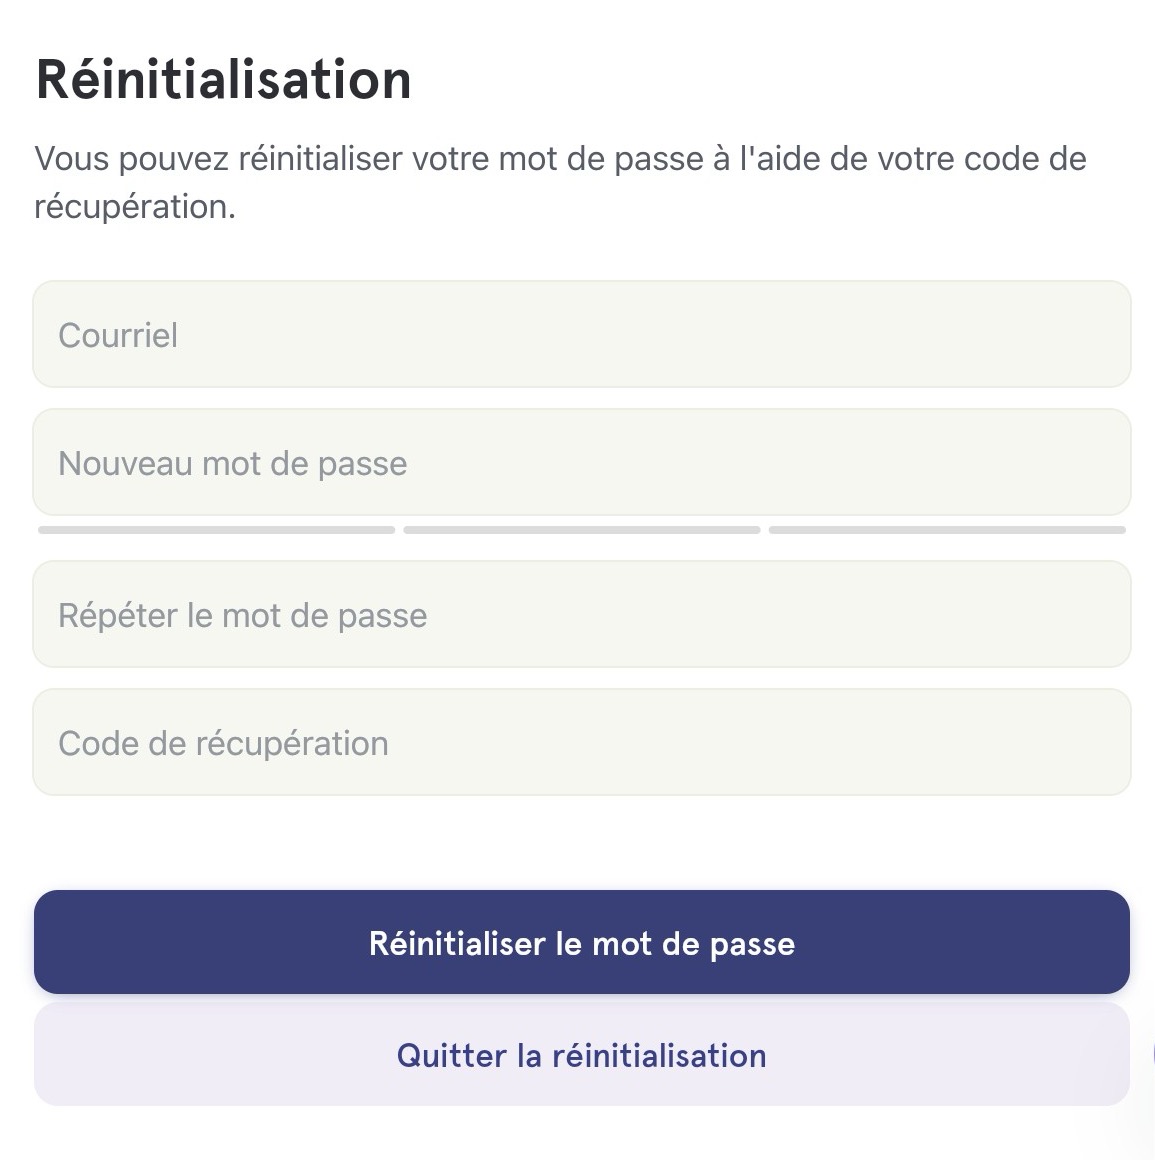 Réinitialisation
Vous pouvez réinitialiser votre mot de passe à l'aide de votre code de
récupération.
Courriel
Nouveau mot de passe
Répéter le mot de passe
Code de récupération
Réinitialiser le mot de passe
Quitter la réinitialisation